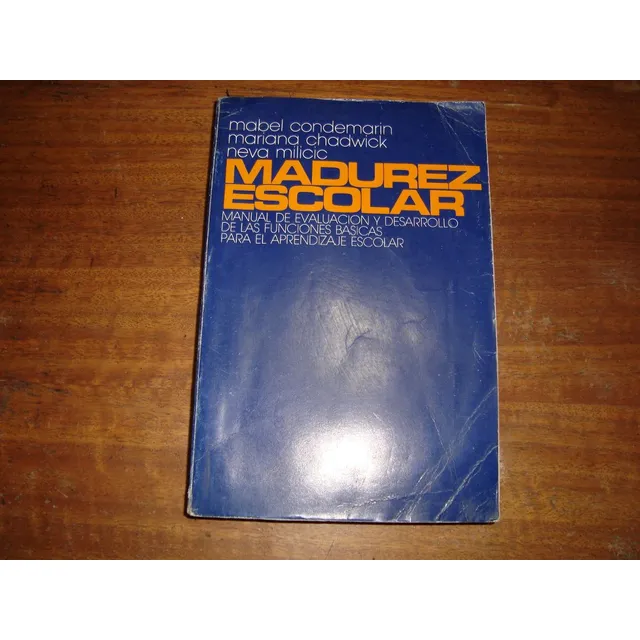 mabel condemarin
mariana chadwick
neva milicic
MADUREZ
ESCOLAR
MANUAL DE EVALUACION Y DESARROLLO
DE LAS FUNCIONES BASICAS
PARA EL APRENDIZAJE ESCOLAR